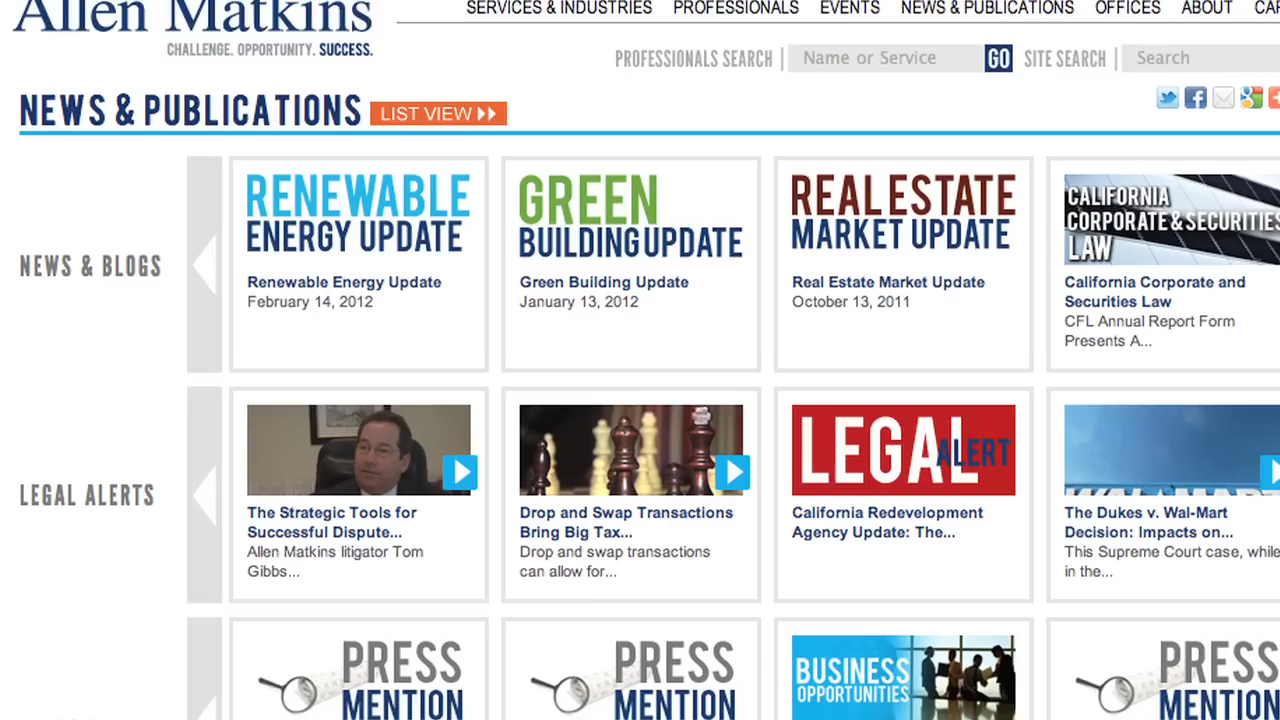 Allen Matkins
CHALLENGE. OPPORTUNITY. SUCCESS.
SERVICES & INDUSTRIES PROFESSIONALS EVENTS NEWS & PUBLICATIONS OFFICES ABOUT
PROFESSIONALS SEARCH Name or Service GO SITE SEARCH Search
NEWS & PUBLICATIONS LIST VIEW
NEWS & BLOGS
RENEWABLE
ENERGY UPDATE
Renewable Energy Update
February 14, 2012
GREEN
BUILDING UPDATE
Green Building Update
January 13, 2012
REAL ESTATE
MARKET UPDATE
Real Estate Market Update
October 13, 2011
CALIFORNIA
CORPORATE & SECURITIES
LAW
California Corporate and
Securities Law
CFL Annual Report Form
Presents A...
LEGAL ALERTS
The Strategic Tools for
Successful Dispute...
Allen Matkins litigator Tom
Gibbs...
Drop and Swap Transactions
Bring Big Tax...
Drop and swap transactions
can allow for...
LEGAL
ALERT
California Redevelopment
Agency Update: The...
WAL MART
The Dukes v. Wal-Mart
Decision: Impacts on...
This Supreme Court case, while
in the...
PRESS
MENTION
PRESS
MENTION
BUSINESS
OPPORTUNITIES
PRESS
MENTION